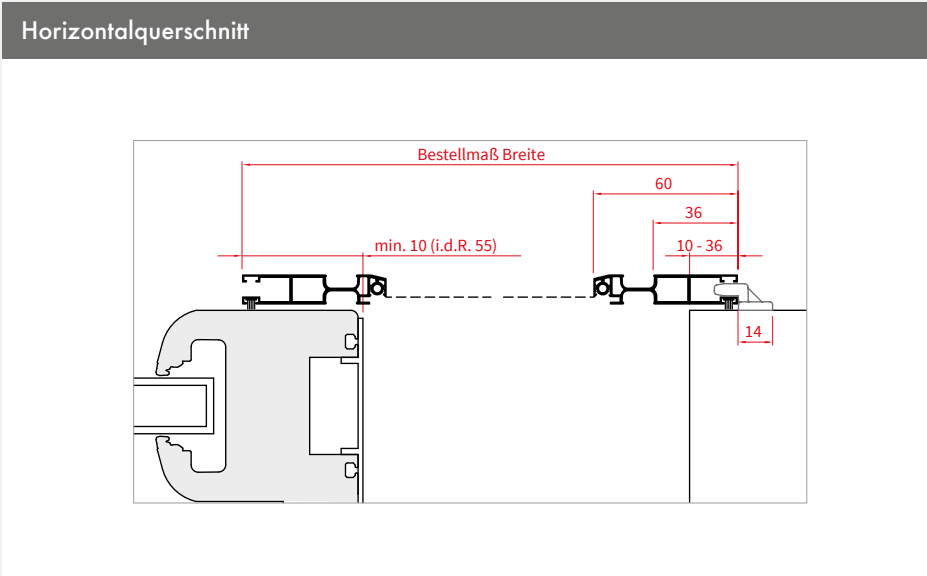 Horizontalquerschnitt
Bestellmaß Breite
60
36
min. 10 (i.d.R. 55)
10 - 36
14